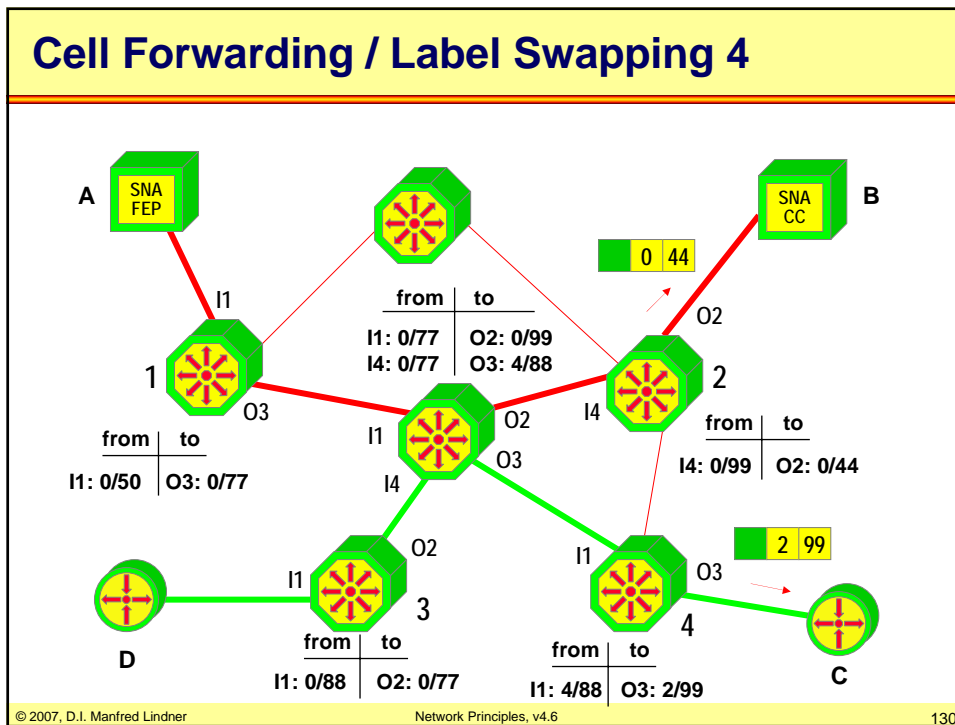 Cell Forwarding / Label Swapping 4
A
SNA
FEP
SNA
CC
B
0 44
I1
from to
O2
I1: 0/77 O2: 0/99
I4: 0/77 O3: 4/88
1
2
O3
I1
O2
I4
from to
O3
from to
I4: 0/99 O2: 0/44
I1: 0/50 O3: 0/77
I4
2 99
O2
I1
I1
O3
3
4
D
from to
from to
C
I1: 0/88 O2: 0/77
I1: 4/88 O3: 2/99
© 2007, D.I. Manfred Lindner
Network Principles, v4.6
130